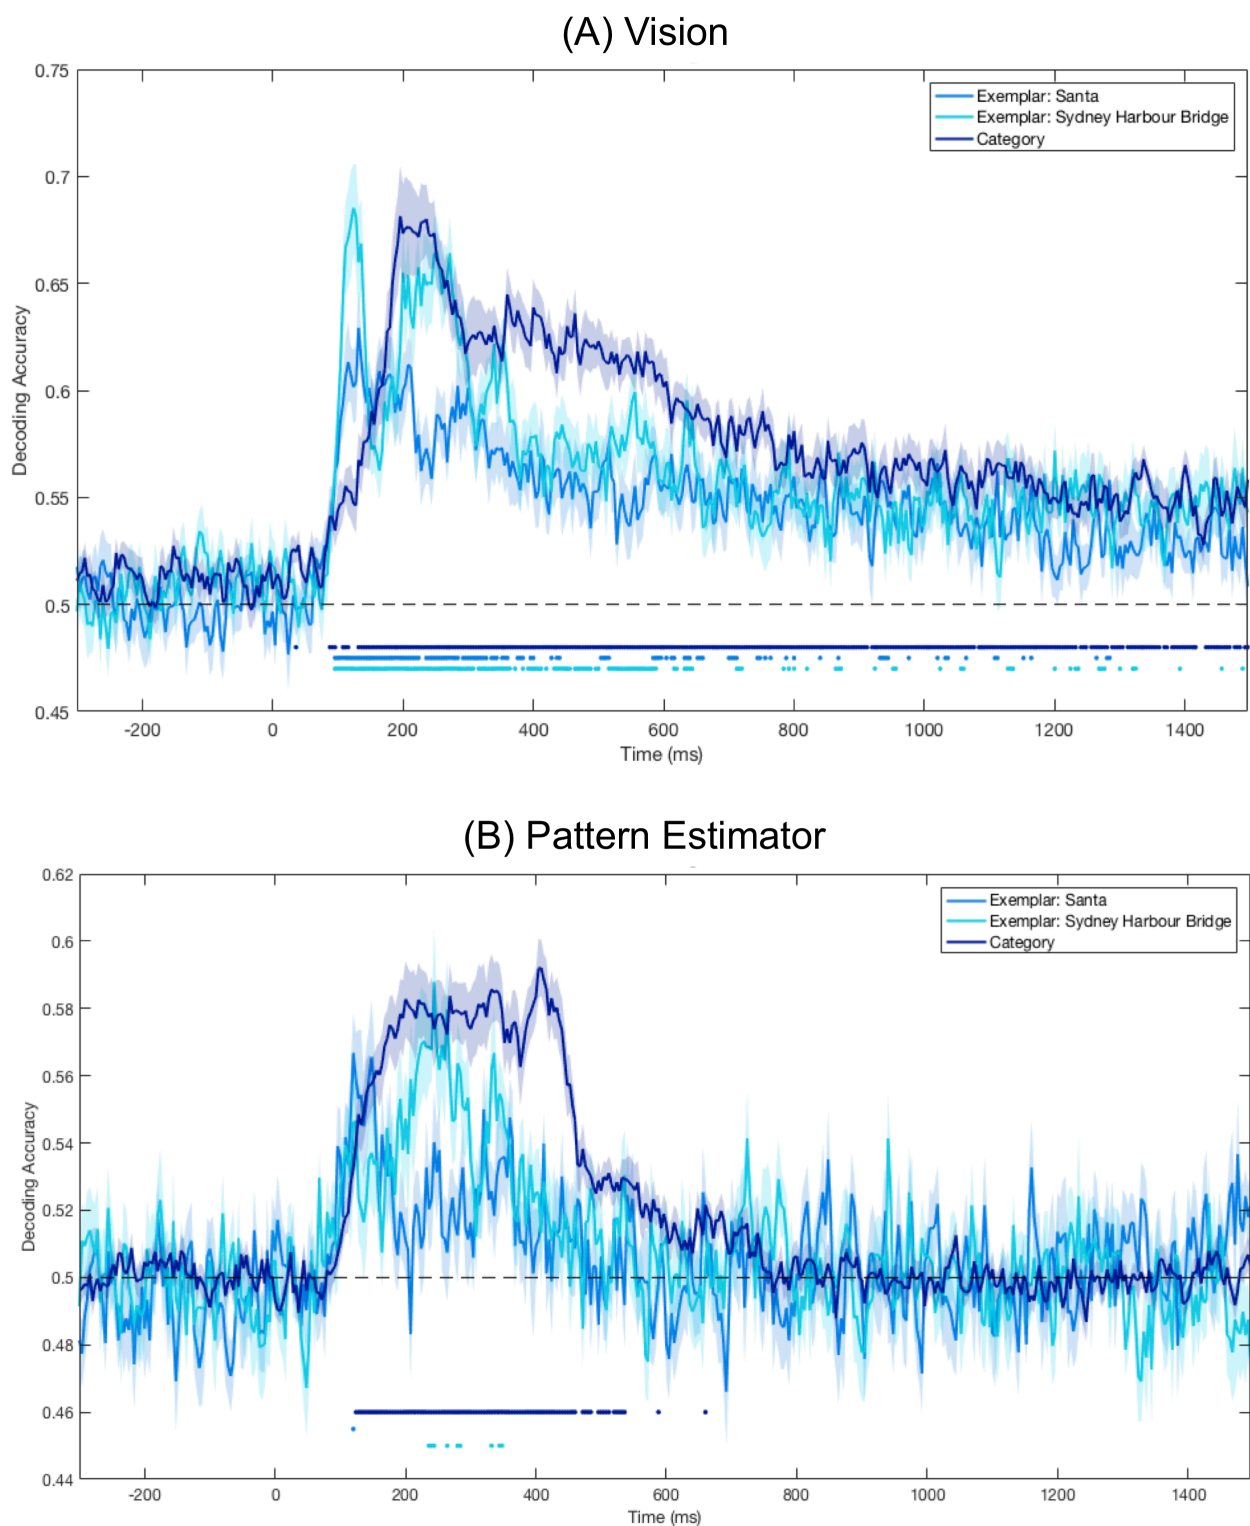 (A) Vision
0.75
0.7
0.65
0.6
0.55
0.5
0.45
Decoding Accuracy
Exemplar: Santa
Exemplar: Sydney Harbour Bridge
Category
-200 0 200 400 600 800 1000 1200 1400
Time (ms)
(B) Pattern Estimator
0.62
0.6
0.58
0.56
0.54
0.52
0.5
0.48
0.46
0.44
Decoding Accuracy
Exemplar: Santa
Exemplar: Sydney Harbour Bridge
Category
-200 0 200 400 600 800 1000 1200 1400
Time (ms)